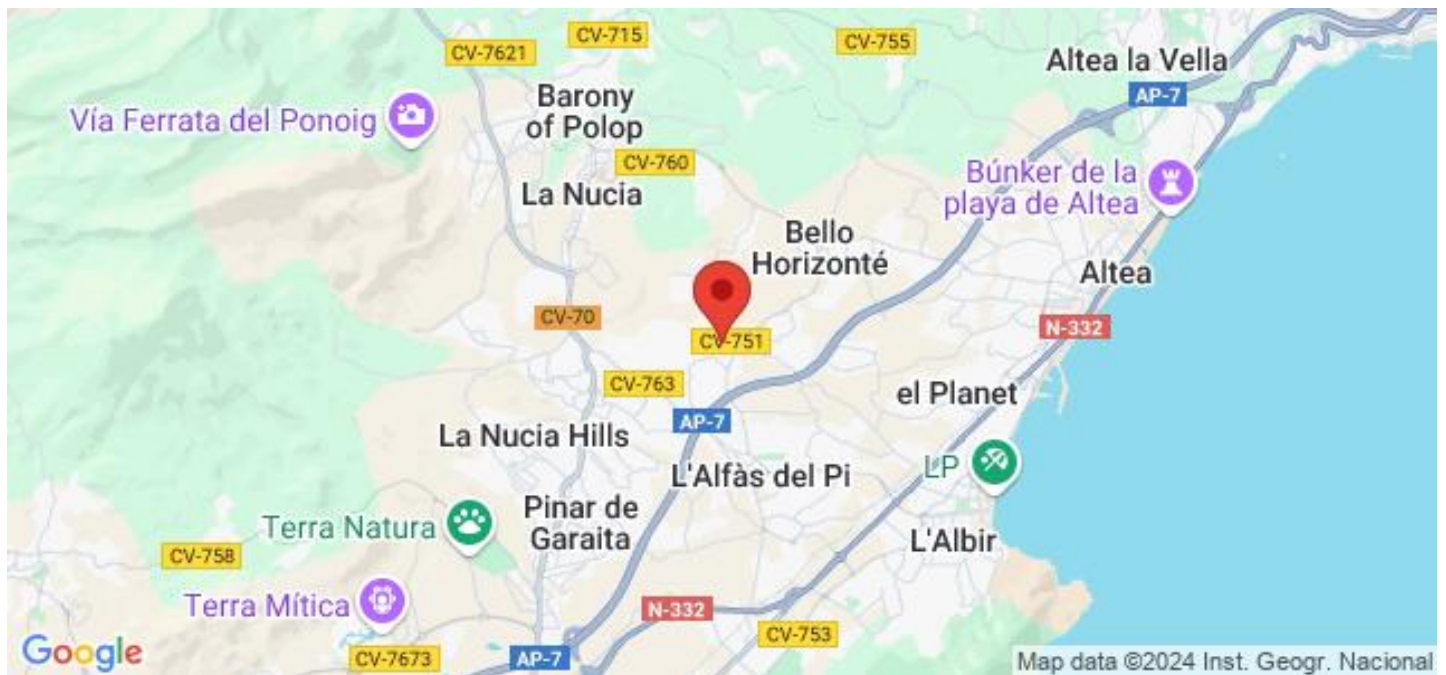 CV-715
CV-755
CV-7621
Altea la Vella
AP-7
Barony
of Polop
Vía Ferrata del Ponoig
CV-760
Búnker de la
playa de Altea
La Nucia
Bello
Horizonté
Altea
CV-70
N-332
CV-751
CV-763
el Planet
AP-7
La Nucia Hills
LP
L'Alfàs del Pi
Pinar de
Garaita
Terra Natura
L'Albir
CV-758
Terra Mítica
N-332
CV-753
Google
CV-7673
AP-7
Map data ©2024 Inst. Geogr. Nacional